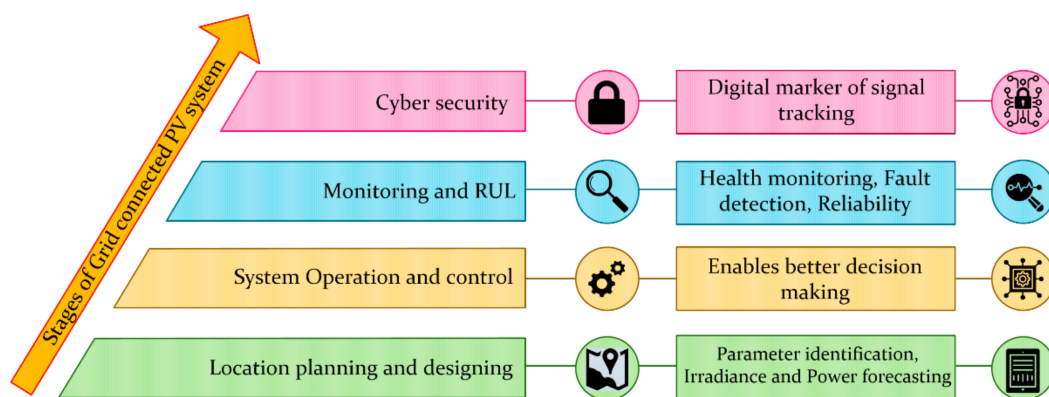 Stages of Grid connected PV system
Cyber security
Digital marker of signal
tracking
Monitoring and RUL
Health monitoring, Fault
detection, Reliability
System Operation and control
Enables better decision
making
Location planning and designing
Parameter identification,
Irradiance and Power forecasting